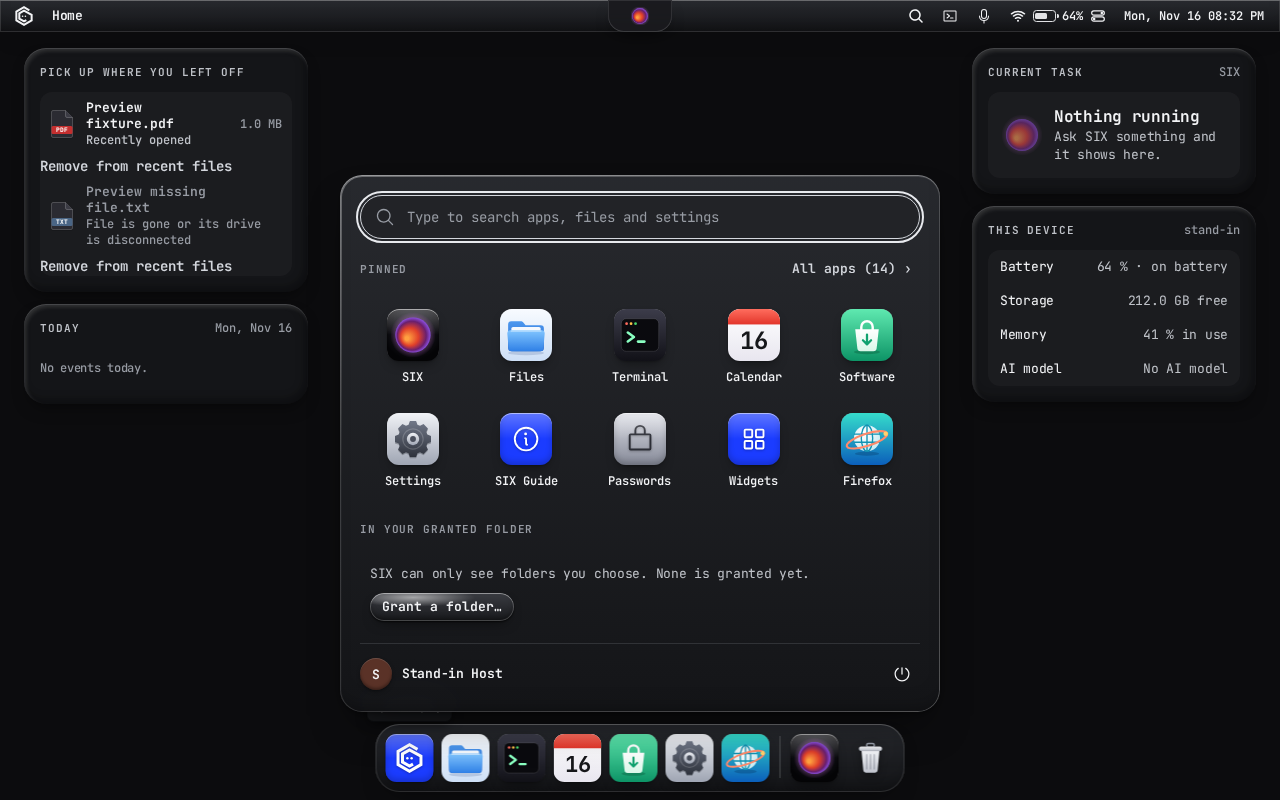 Home
64%
Mon, Nov 16 08:32 PM
PICK UP WHERE YOU LEFT OFF
Preview
fixture.pdf
1.0 MB
Recently opened
PDF
Remove from recent files
Preview missing
file.txt
File is gone or its drive
is disconnected
TXT
Remove from recent files
TODAY
Mon, Nov 16
No events today.
Type to search apps, files and settings
PINNED
All apps (14) ›
16
SIX
Files
Terminal
Calendar
Software
Settings
SIX Guide
Passwords
Widgets
Firefox
IN YOUR GRANTED FOLDER
SIX can only see folders you choose. None is granted yet.
Grant a folder…
S
Stand-in Host
CURRENT TASK
SIX
Nothing running
Ask SIX something and
it shows here.
THIS DEVICE
stand-in
Battery
64 % · on battery
Storage
212.0 GB free
Memory
41 % in use
AI model
No AI model
16